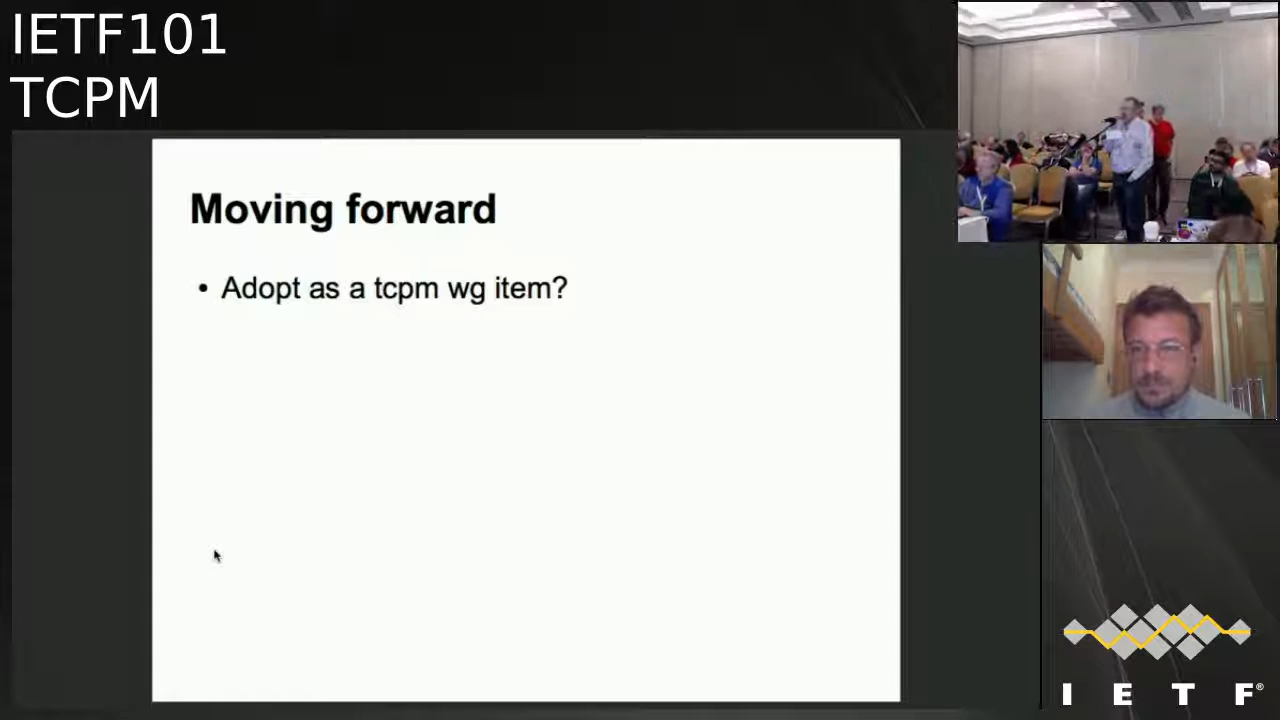 IETF101
TCPM
Moving forward
• Adopt as a tcpm wg item?
I E T F®